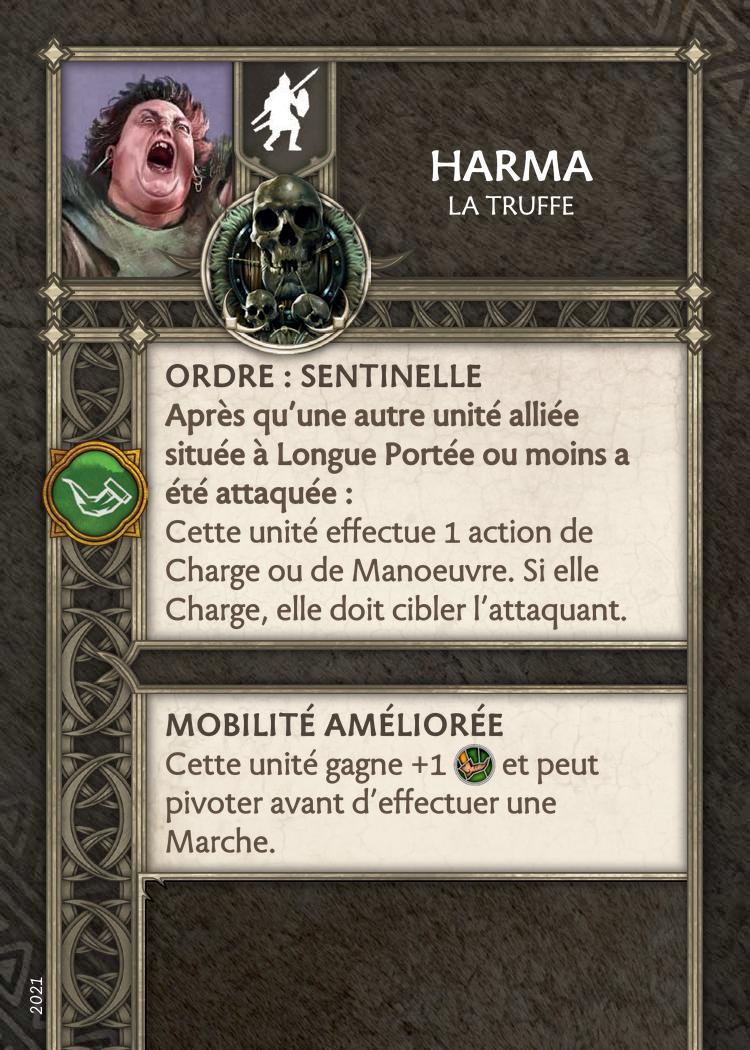 HARMA
LA TRUFFE
ORDRE : SENTINELLE
Après qu’une autre unité alliée
située à Longue Portée ou moins a
été attaquée :
Cette unité effectue 1 action de
Charge ou de Manoeuvre. Si elle
Charge, elle doit cibler l’attaquant.
MOBILITÉ AMÉLIORÉE
Cette unité gagne +1 et peut
pivoter avant d’effectuer une
Marche.
2021